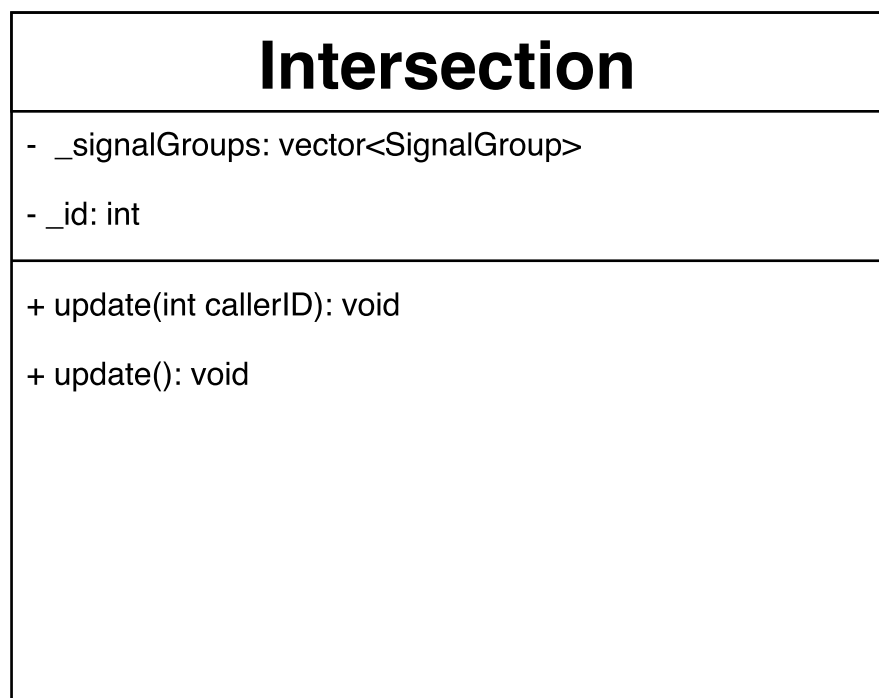 Intersection
- _signalGroups: vector<SignalGroup>
- _id: int
+ update(int callerID): void
+ update(): void